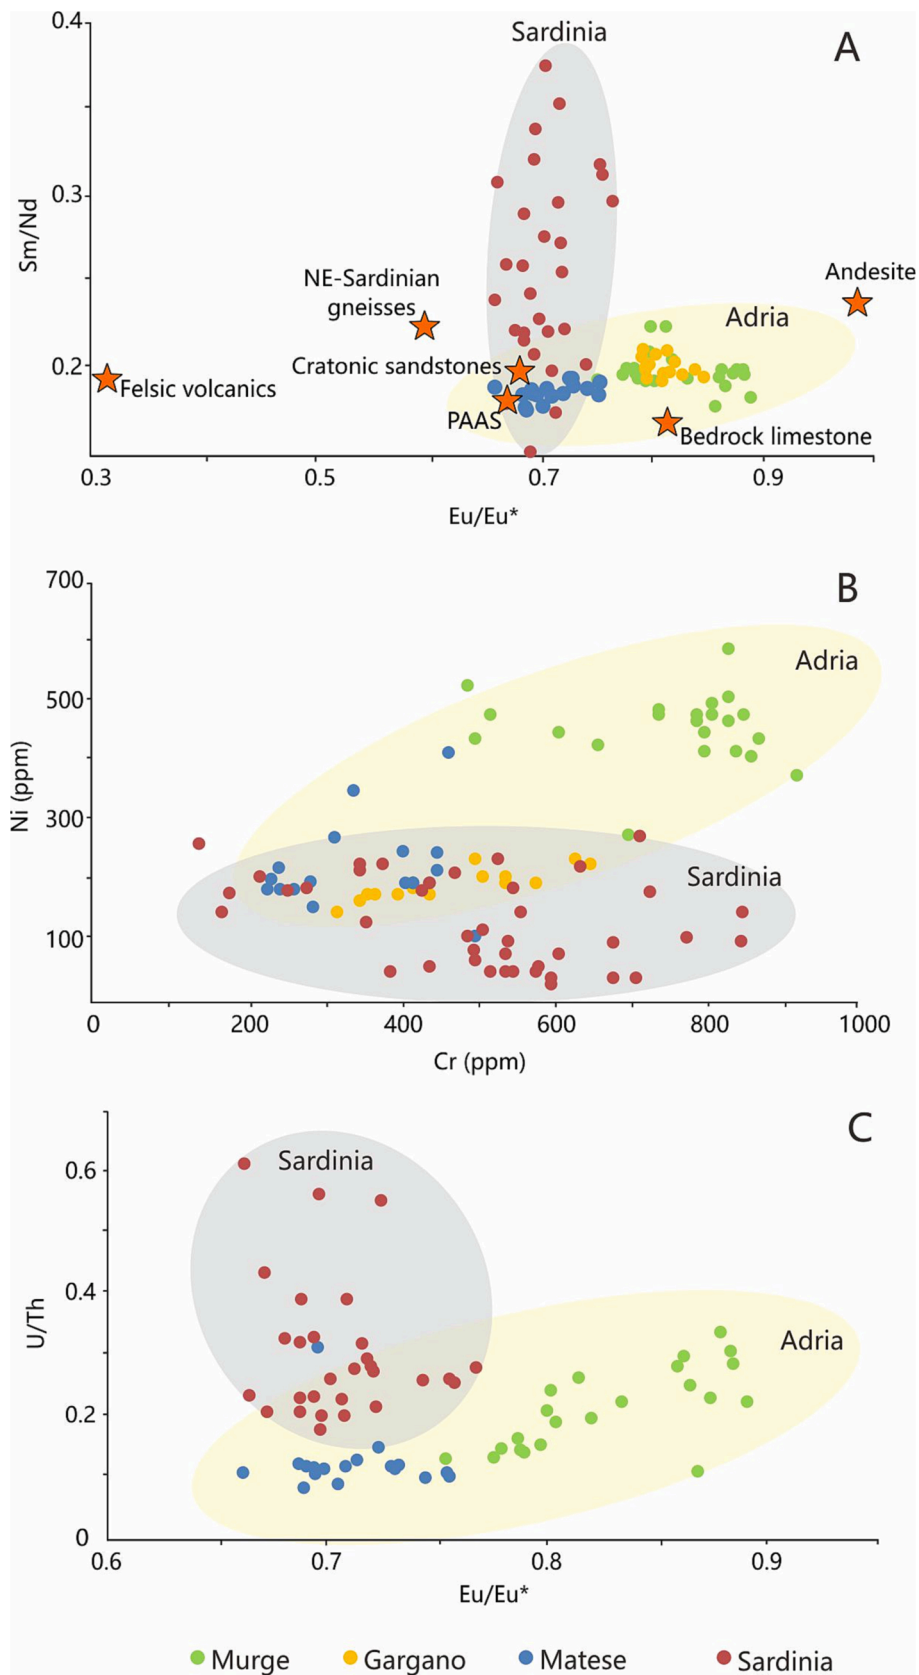 0.4
Sardinia
A
0.3
Sm/Nd
NE-Sardinian
gneisses
Andesite
Adria
0.2
Cratonic sandstones
Felsic volcanics
PAAS
Bedrock limestone
0.3 0.5 0.7 0.9
Eu/Eu*
700
B
Adria
500
Ni (ppm)
300
Sardinia
100
0 200 400 600 800 1000
Cr (ppm)
C
Sardinia
0.6
0.4
U/Th
Adria
0.2
0
0.6 0.7 0.8 0.9
Eu/Eu*
Murge Gargano Matese Sardinia